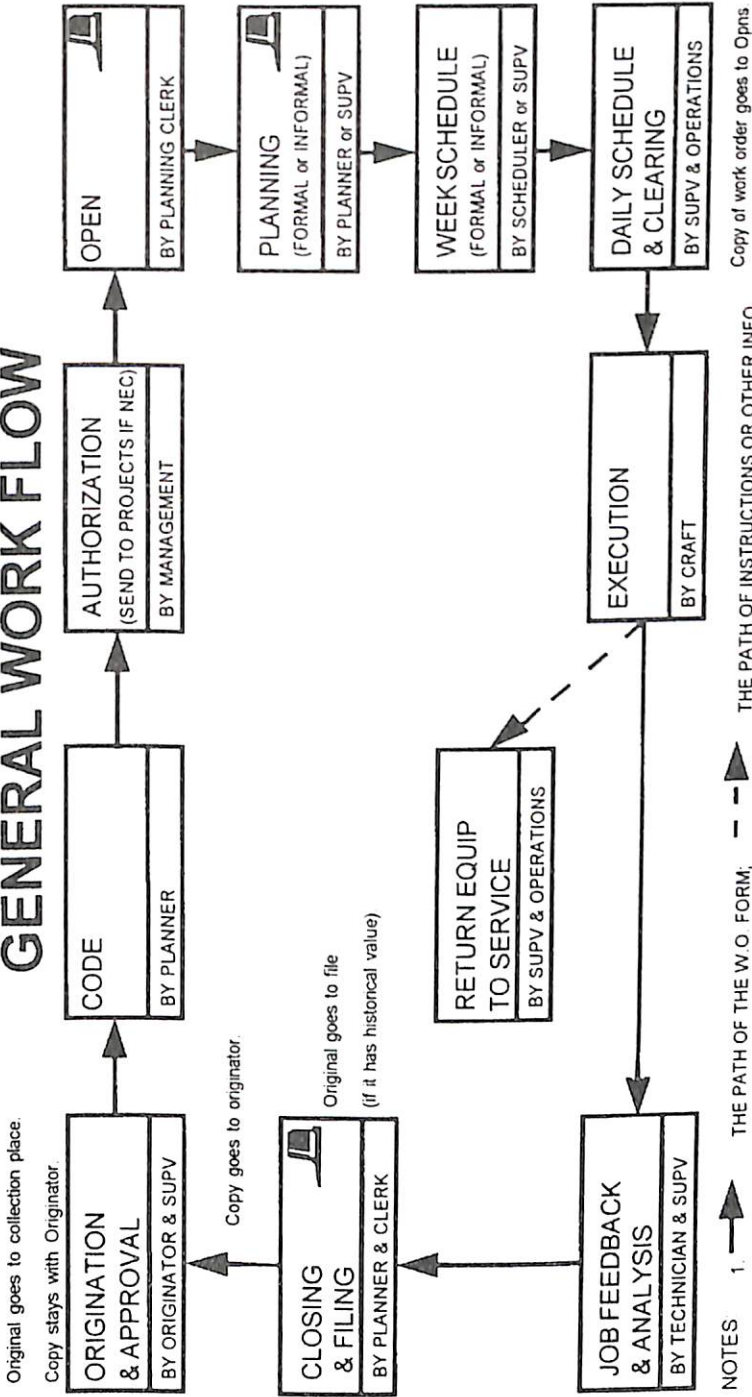 GENERAL WORK FLOW
Original goes to collection place.
Copy stays with Originator.
ORIGINATION
& APPROVAL
BY ORIGINATOR & SUPV
CODE
BY PLANNER
AUTHORIZATION
(SEND TO PROJECTS IF NEC)
BY MANAGEMENT
OPEN
BY PLANNING CLERK
PLANNING
(FORMAL or INFORMAL)
BY PLANNER or SUPV
WEEK SCHEDULE
(FORMAL or INFORMAL)
BY SCHEDULER or SUPV
DAILY SCHEDULE
& CLEARING
BY SUPV & OPERATIONS
Copy of work order goes to Opns
EXECUTION
BY CRAFT
RETURN EQUIP
TO SERVICE
BY SUPV & OPERATIONS
JOB FEEDBACK
& ANALYSIS
BY TECHNICIAN & SUPV
CLOSING
& FILING
BY PLANNER & CLERK
Original goes to file
(if it has historical value)
Copy goes to originator.
NOTES 1. THE PATH OF THE W.O. FORM; THE PATH OF INSTRUCTIONS OR OTHER INFO